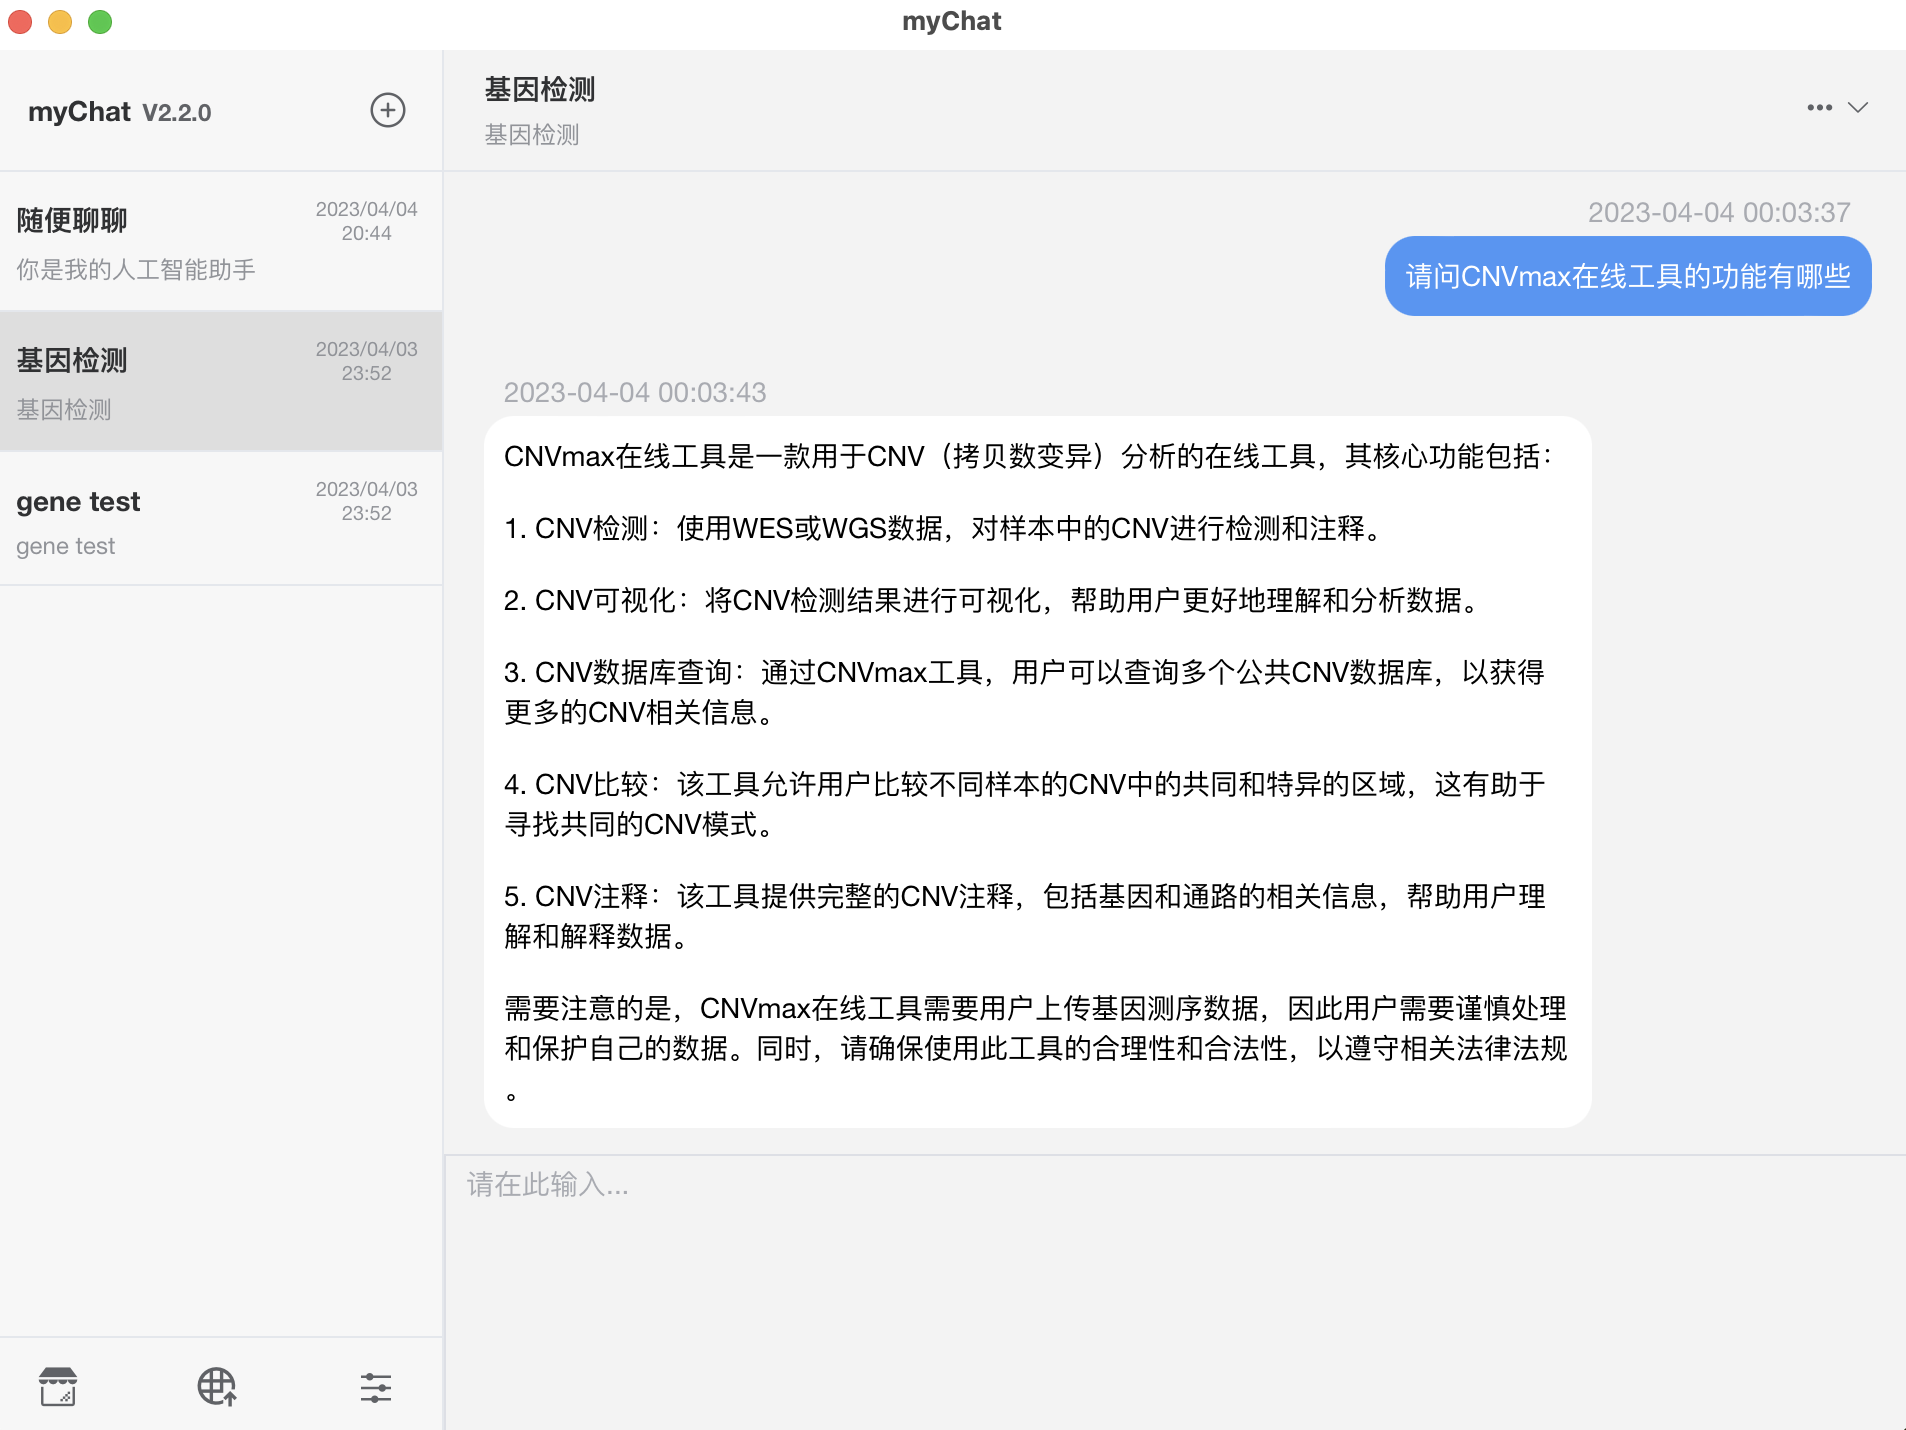 myChat
myChat V2.2.0
随便聊聊
2023/04/04
20:44
你是我的人工智能助手
基因检测
2023/04/03
23:52
基因检测
gene test
2023/04/03
23:52
gene test
基因检测
基因检测
2023-04-04 00:03:37
请问CNVmax在线工具的功能有哪些
2023-04-04 00:03:43
CNVmax在线工具是一款用于CNV（拷贝数变异）分析的在线工具，其核心功能包括：
1. CNV检测：使用WES或WGS数据，对样本中的CNV进行检测和注释。
2. CNV可视化：将CNV检测结果进行可视化，帮助用户更好地理解和分析数据。
3. CNV数据库查询：通过CNVmax工具，用户可以查询多个公共CNV数据库，以获得
更多的CNV相关信息。
4. CNV比较：该工具允许用户比较不同样本的CNV中的共同和特异的区域，这有助于
寻找共同的CNV模式。
5. CNV注释：该工具提供完整的CNV注释，包括基因和通路的相关信息，帮助用户理
解和解释数据。
需要注意的是，CNVmax在线工具需要用户上传基因测序数据，因此用户需要谨慎处理
和保护自己的数据。同时，请确保使用此工具的合理性和合法性，以遵守相关法律法规
。
请在此输入...